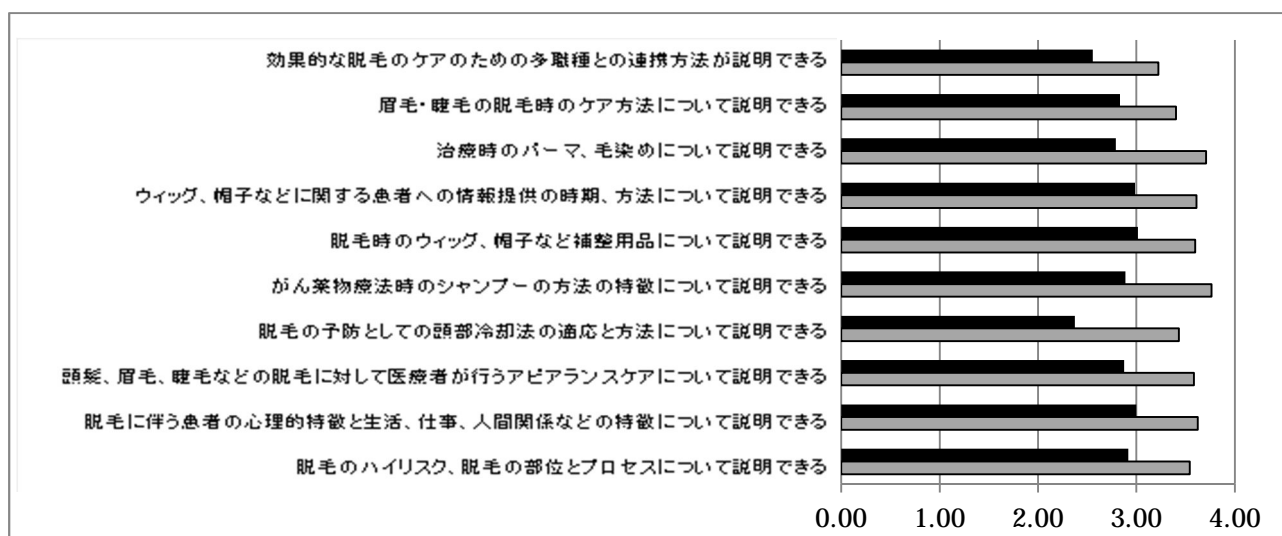 効果的な脱毛のケアのための多職種との連携方法が説明できる
眉毛・睫毛の脱毛時のケア方法について説明できる
治療時のパーマ、毛染めについて説明できる
ウィッグ、帽子などに関する患者への情報提供の時期、方法について説明できる
脱毛時のウィッグ、帽子など補整用品について説明できる
がん薬物療法時のシャンプーの方法の特徴について説明できる
脱毛の予防としての頭部冷却法の適応と方法について説明できる
頭髪、眉毛、睫毛などの脱毛に対して医療者が行うアピアランスケアについて説明できる
脱毛に伴う患者の心理的特徴と生活、仕事、人間関係などの特徴について説明できる
脱毛のハイリスク、脱毛の部位とプロセスについて説明できる
0.00 1.00 2.00 3.00 4.00